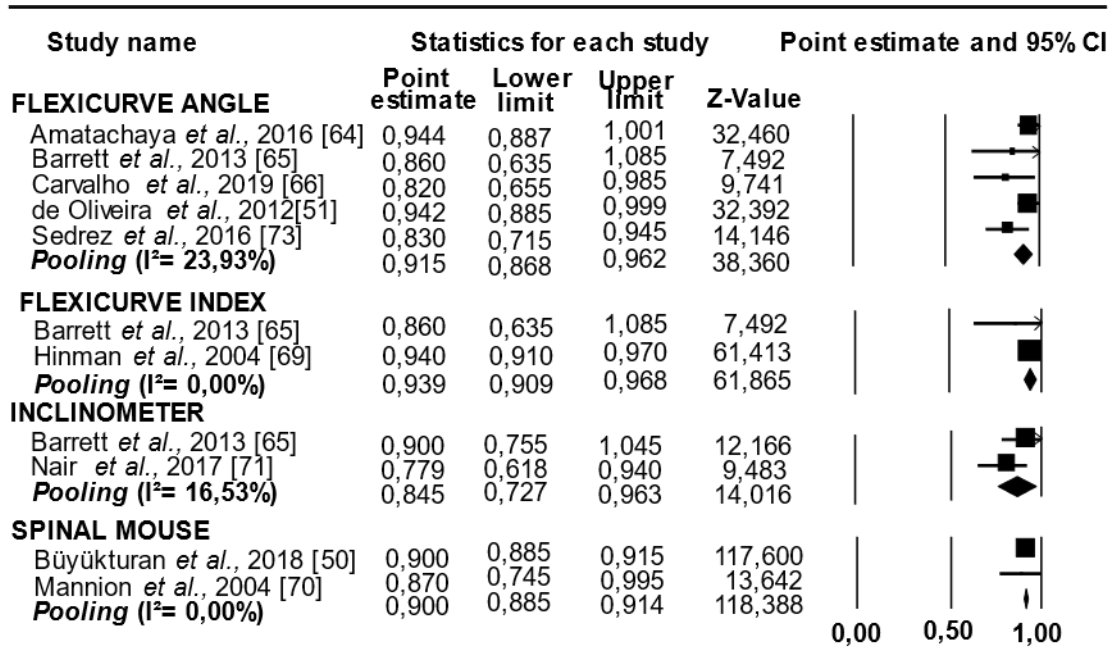 Study name Statistics for each study Point estimate and 95% CI
Point estimate Lower limit Upper limit Z-Value
FLEXICURVE ANGLE
Amatachaya et al., 2016 [64] 0,944 0,887 1,001 32,460
Barrett et al., 2013 [65] 0,860 0,635 1,085 7,492
Carvalho et al., 2019 [66] 0,820 0,655 0,985 9,741
de Oliveira et al., 2012[51] 0,942 0,885 0,999 32,392
Sedrez et al., 2016 [73] 0,830 0,715 0,945 14,146
Pooling (I²= 23,93%) 0,915 0,868 0,962 38,360
FLEXICURVE INDEX
Barrett et al., 2013 [65] 0,860 0,635 1,085 7,492
Hinman et al., 2004 [69] 0,940 0,910 0,970 61,413
Pooling (I²= 0,00%) 0,939 0,909 0,968 61,865
INCLINOMETER
Barrett et al., 2013 [65] 0,900 0,755 1,045 12,166
Nair et al., 2017 [71] 0,779 0,618 0,940 9,483
Pooling (I²= 16,53%) 0,845 0,727 0,963 14,016
SPINAL MOUSE
Büyükturan et al., 2018 [50] 0,900 0,885 0,915 117,600
Mannion et al., 2004 [70] 0,870 0,745 0,995 13,642
Pooling (I²= 0,00%) 0,900 0,885 0,914 118,388
0,00 0,50 1,00